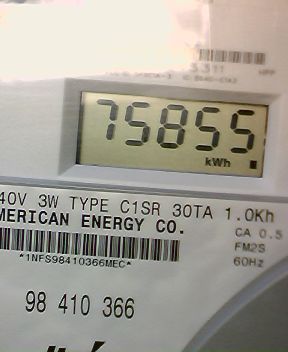 75855
kWh
40V 3W TYPE C1SR 30TA 1.0Kh
MERICAN ENERGY CO.
CA 0.5
FM2S
60Hz
*1NFS98410366MEC*
98 410 366